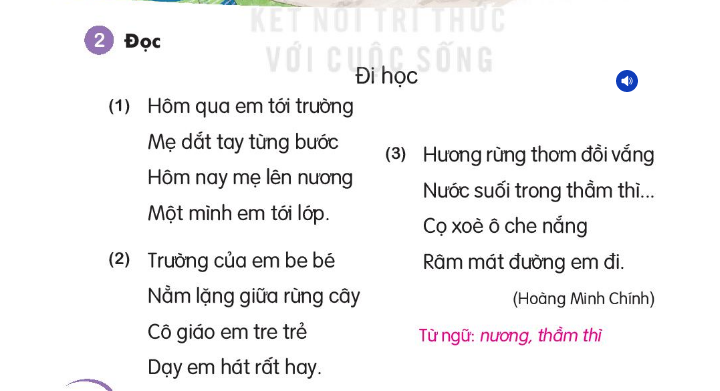 KẾT NỐI TRI THỨC
VỚI CUỘC SỐNG
2 Đọc
Đi học
(1) Hôm qua em tới trường
Mẹ dắt tay từng bước
Hôm nay mẹ lên nương
Một mình em tới lớp.
(2) Trường của em be bé
Nằm lặng giữa rừng cây
Cô giáo em tre trẻ
Dạy em hát rất hay.
(3) Hương rừng thơm đồi vắng
Nước suối trong thầm thì...
Cọ xoè ô che nắng
Râm mát đường em đi.
(Hoàng Minh Chính)
Từ ngữ: nương, thầm thì